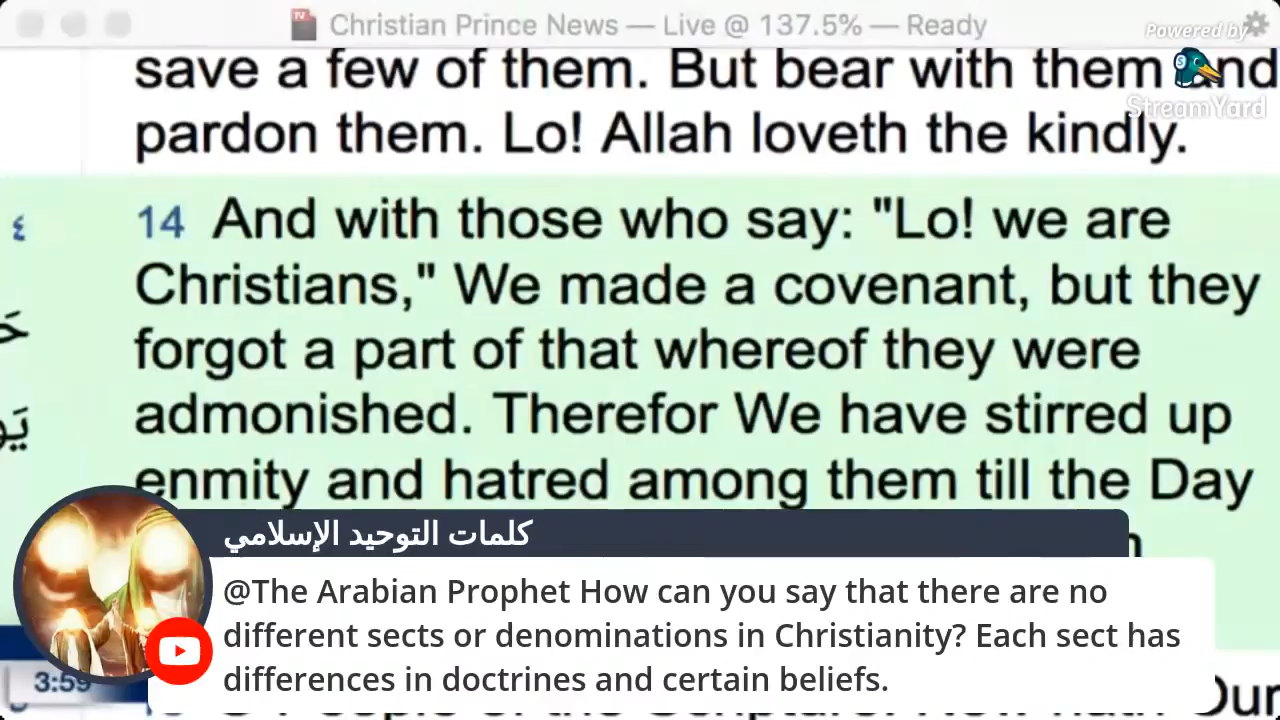 Christian Prince News — Live @ 137.5% — Ready
Powered by
StreamYard
save a few of them. But bear with them and
pardon them. Lo! Allah loveth the kindly.
٤
14 And with those who say: "Lo! we are
Christians," We made a covenant, but they
forgot a part of that whereof they were
admonished. Therefor We have stirred up
enmity and hatred among them till the Day
كلمات التوحيد الإسلامي
@The Arabian Prophet How can you say that there are no
different sects or denominations in Christianity? Each sect has
differences in doctrines and certain beliefs.
3:59
Our